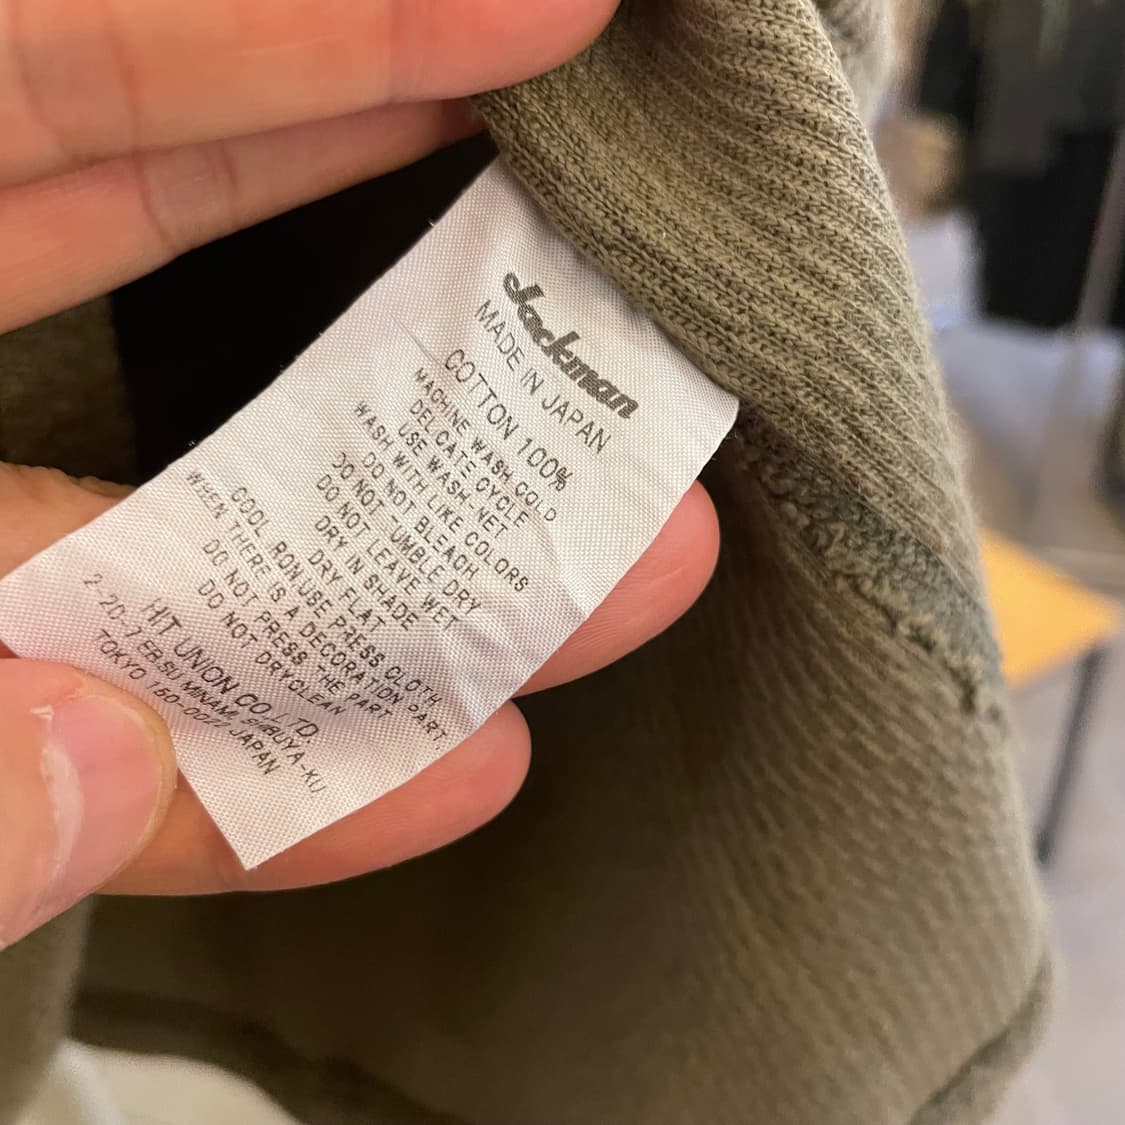 Jackman
MADE IN JAPAN
COTTON 100%
MACHINE WASH COLD
DELICATE CYCLE
USE WASH-NET
WASH WITH LIKE COLORS
DO NOT BLEACH
DO NOT TUMBLE DRY
DO NOT LEAVE WET
DRY IN SHADE
DRY FLAT
COOL IRON/USE PRESS CLOTH
WHEN THERE IS A DECORATION PART,
DO NOT PRESS THE PART
DO NOT DRYCLEAN
HIT UNION CO.,LTD.
2-20-7 EBISU MINAMI, SHIBUYA-KU
TOKYO 150-0022 JAPAN